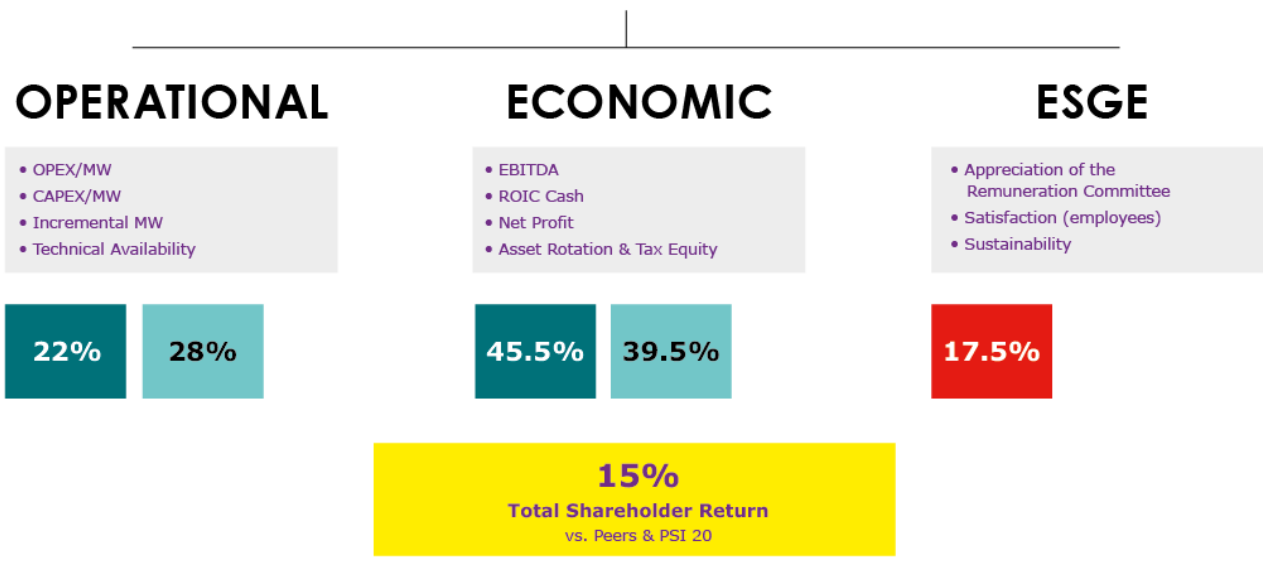 OPERATIONAL
• OPEX/MW
• CAPEX/MW
• Incremental MW
• Technical Availability
22%
28%
ECONOMIC
• EBITDA
• ROIC Cash
• Net Profit
• Asset Rotation & Tax Equity
45.5%
39.5%
ESGE
• Appreciation of the
Remuneration Committee
• Satisfaction (employees)
• Sustainability
17.5%
15%
Total Shareholder Return
vs. Peers & PSI 20